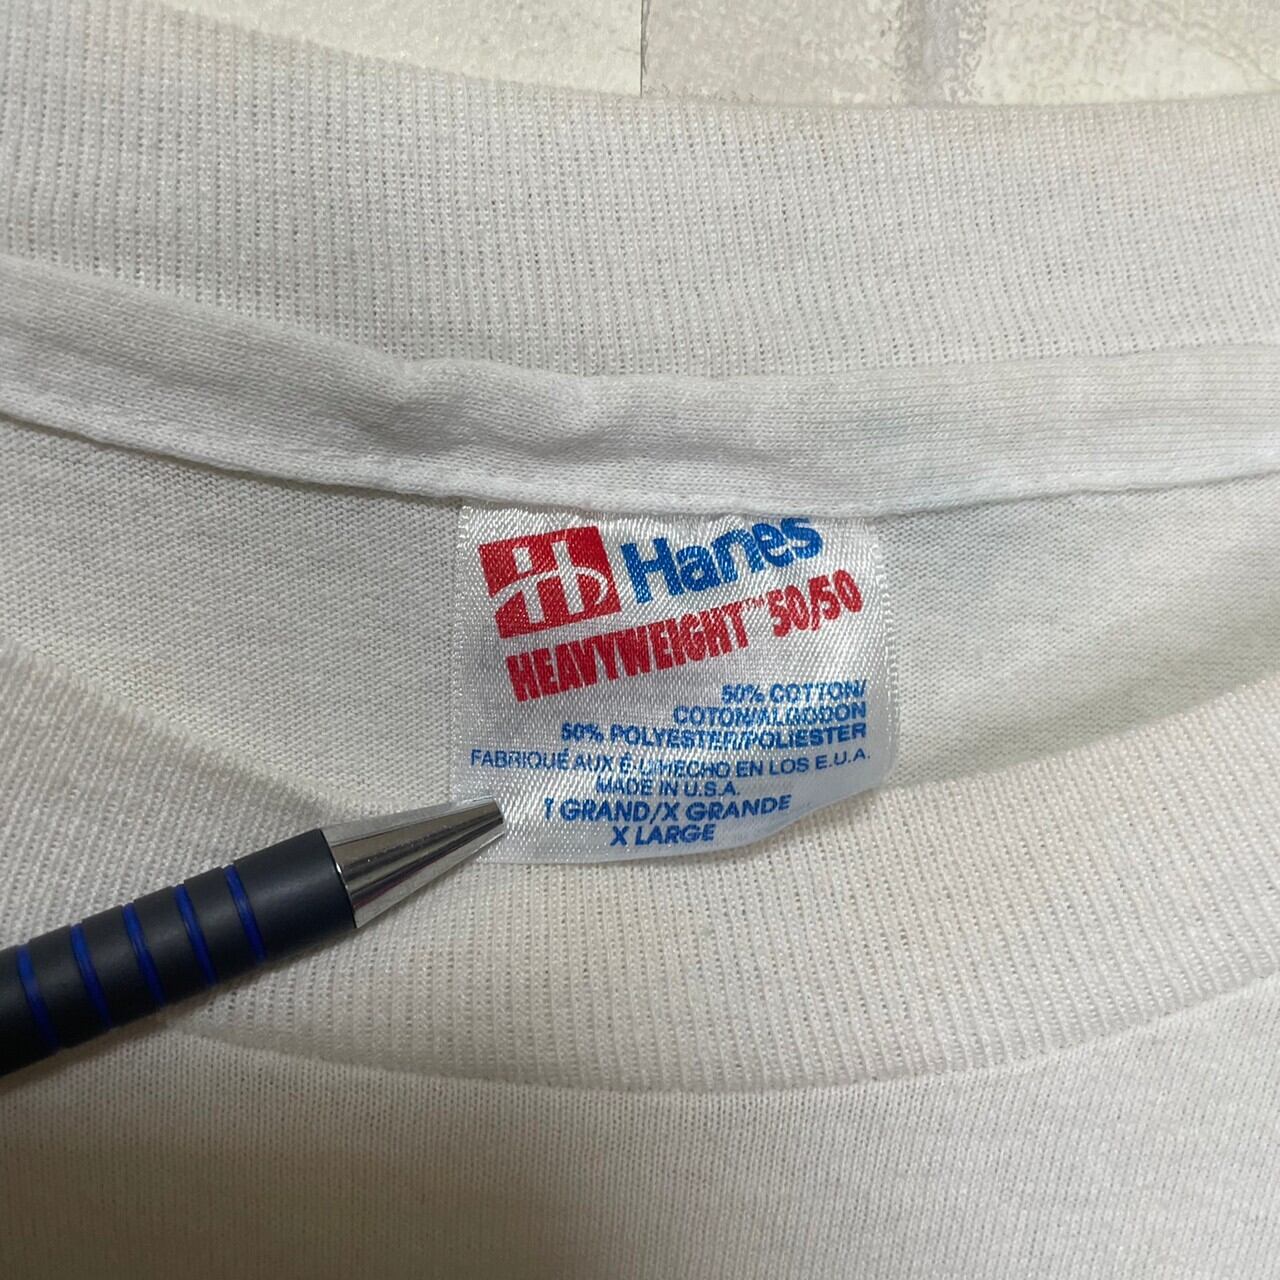 Hanes
HEAVYWEIGHT™ 50/50
50% COTTON/
COTON/ALGODON
50% POLYESTER/POLIESTER
FABRIQUÉ AUX É-U/HECHO EN LOS E.U.A.
MADE IN U.S.A.
T GRAND/X GRANDE
X LARGE